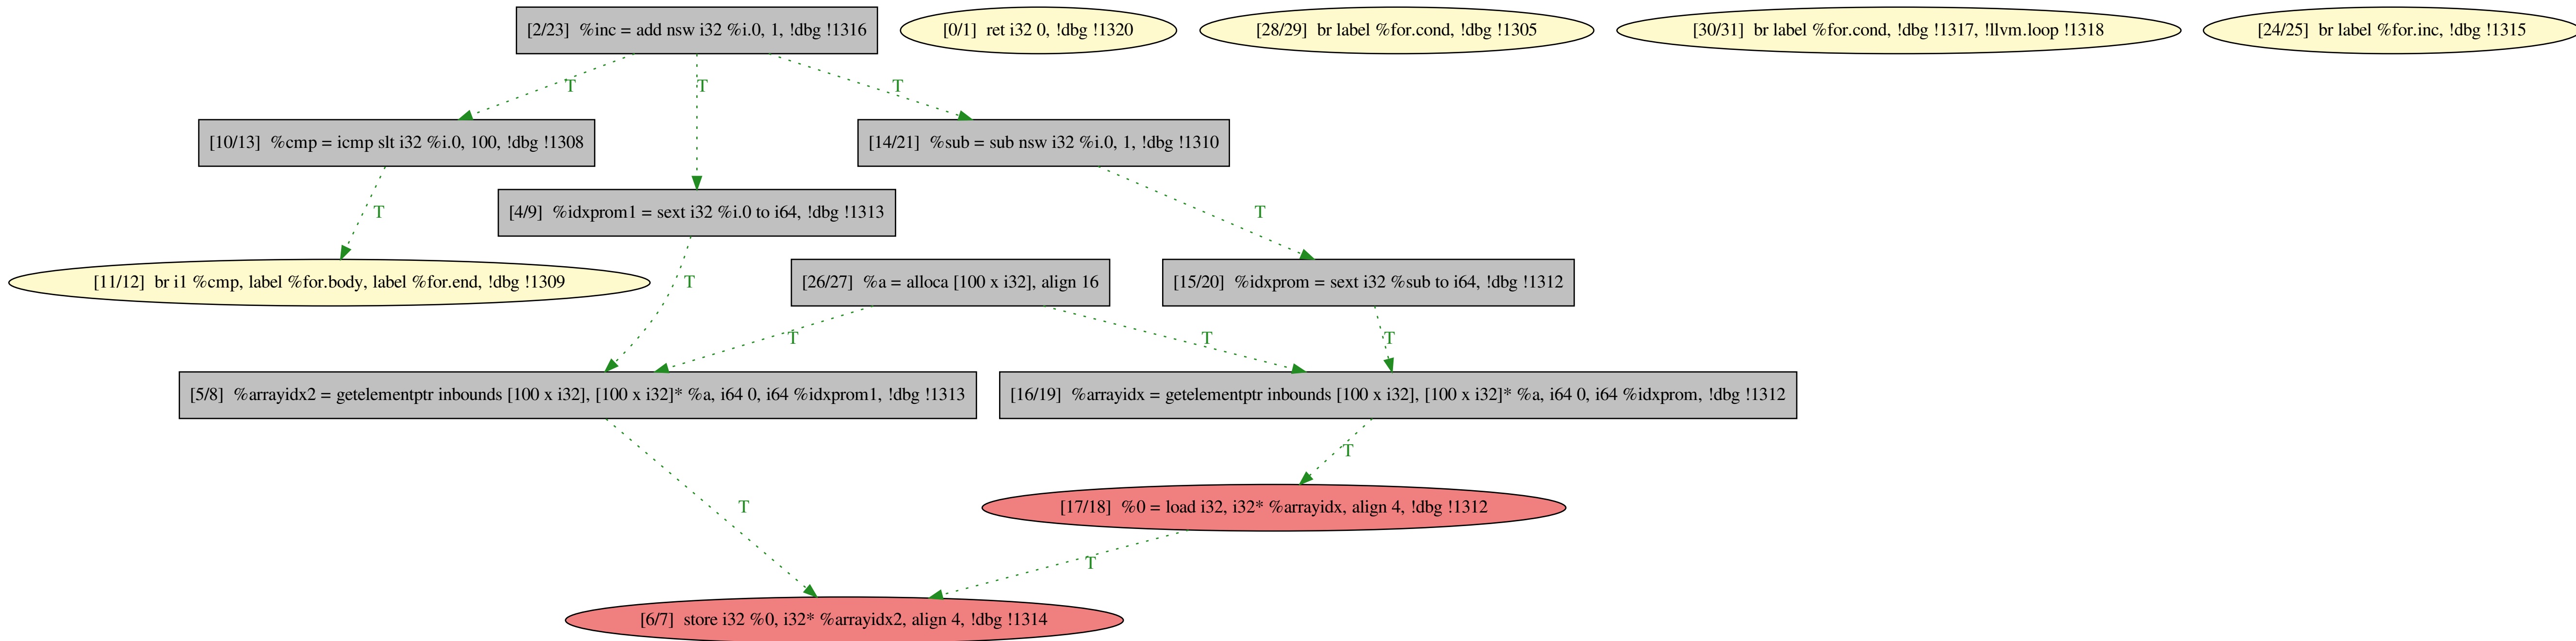 [2/23] %inc = add nsw i32 %i.0, 1, !dbg !1316
[0/1] ret i32 0, !dbg !1320
[28/29] br label %for.cond, !dbg !1305
[30/31] br label %for.cond, !dbg !1317, !llvm.loop !1318
[24/25] br label %for.inc, !dbg !1315
T
T
T
[10/13] %cmp = icmp slt i32 %i.0, 100, !dbg !1308
[14/21] %sub = sub nsw i32 %i.0, 1, !dbg !1310
T
[4/9] %idxprom1 = sext i32 %i.0 to i64, !dbg !1313
T
[11/12] br i1 %cmp, label %for.body, label %for.end, !dbg !1309
T
[26/27] %a = alloca [100 x i32], align 16
[15/20] %idxprom = sext i32 %sub to i64, !dbg !1312
T
T
T
[5/8] %arrayidx2 = getelementptr inbounds [100 x i32], [100 x i32]* %a, i64 0, i64 %idxprom1, !dbg !1313
[16/19] %arrayidx = getelementptr inbounds [100 x i32], [100 x i32]* %a, i64 0, i64 %idxprom, !dbg !1312
T
T
[17/18] %0 = load i32, i32* %arrayidx, align 4, !dbg !1312
T
[6/7] store i32 %0, i32* %arrayidx2, align 4, !dbg !1314